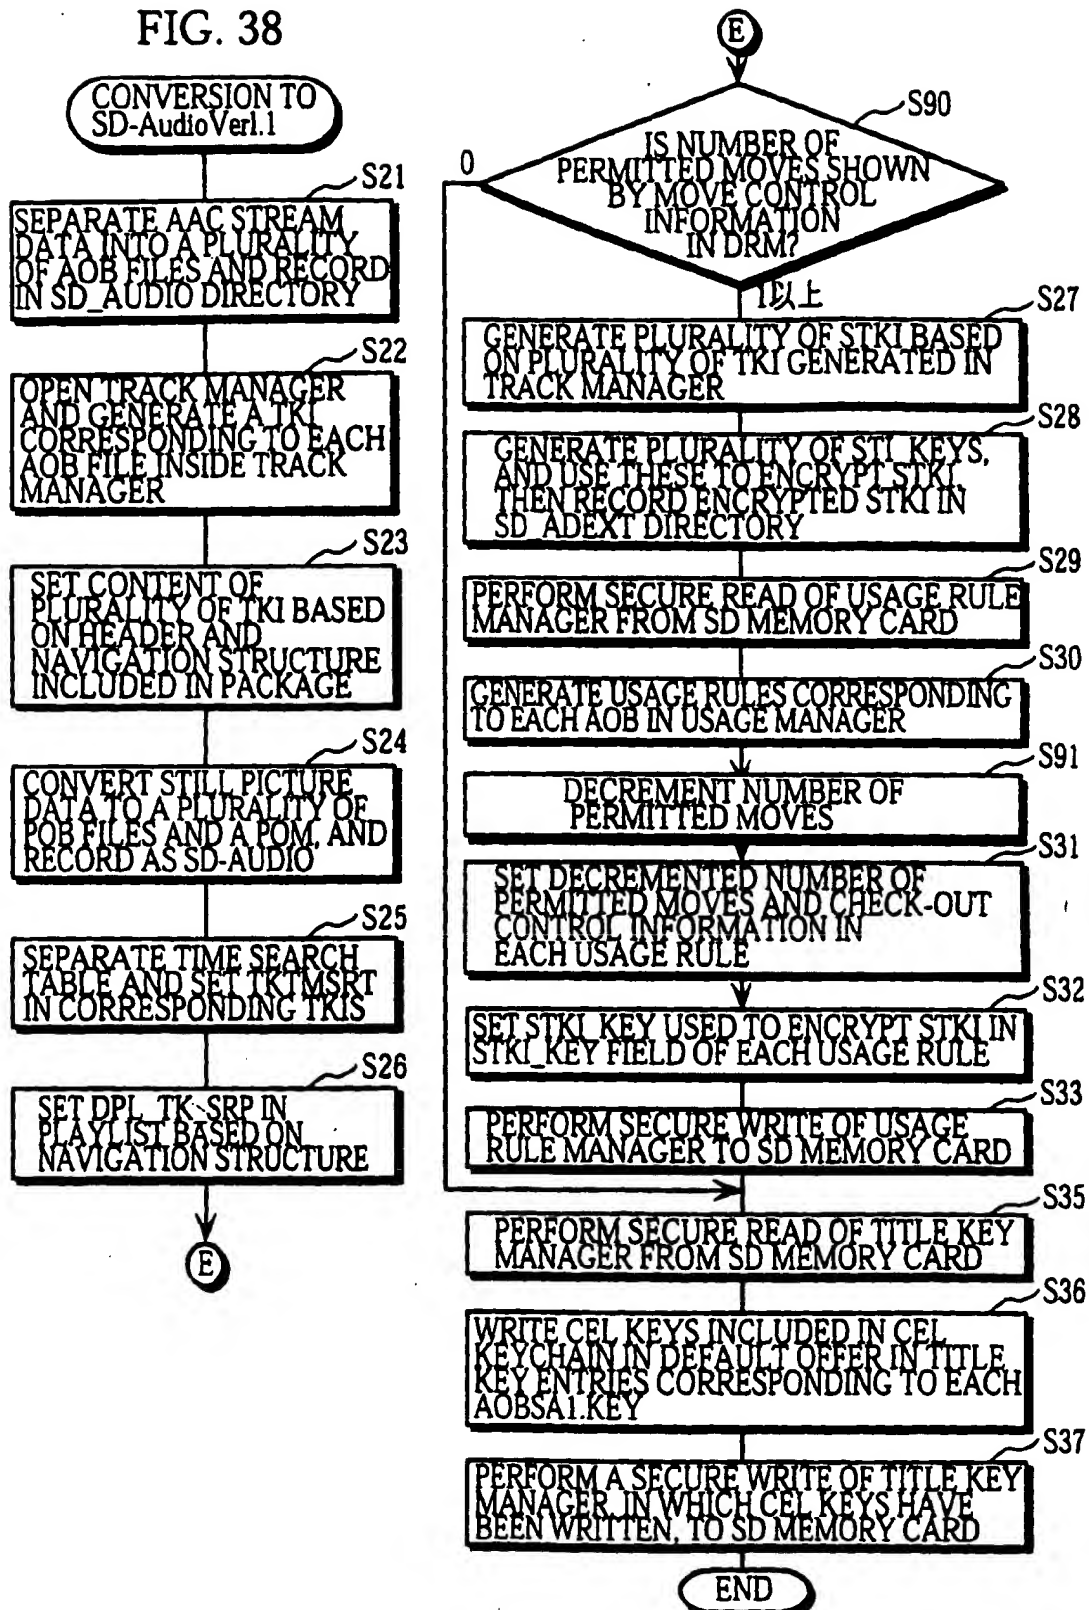 FIG. 38
CONVERSION TO
SD-AudioVer1.1
S21
SEPARATE AAC STREAM
DATA INTO A PLURALITY
OF AOB FILES AND RECORD
IN SD_AUDIO DIRECTORY
S22
OPEN TRACK MANAGER
AND GENERATE A TKI
CORRESPONDING TO EACH
AOB FILE INSIDE TRACK
MANAGER
S23
SET CONTENT OF
PLURALITY OF TKI BASED
ON HEADER AND
NAVIGATION STRUCTURE
INCLUDED IN PACKAGE
S24
CONVERT STILL PICTURE
DATA TO A PLURALITY OF
POB FILES AND A POM, AND
RECORD AS SD-AUDIO
S25
SEPARATE TIME SEARCH
TABLE AND SET TKTMSRT
IN CORRESPONDING TKIS
S26
SET DPL_TK-SRP IN
PLAYLIST BASED ON
NAVIGATION STRUCTURE
E
E
S90
IS NUMBER OF
PERMITTED MOVES SHOWN
BY MOVE CONTROL
INFORMATION
IN DRM?
0
1以上
S27
GENERATE PLURALITY OF STKI BASED
ON PLURALITY OF TKI GENERATED IN
TRACK MANAGER
S28
GENERATE PLURALITY OF STI_KEYS,
AND USE THESE TO ENCRYPT STKI,
THEN RECORD ENCRYPTED STKI IN
SD_ADEXT DIRECTORY
S29
PERFORM SECURE READ OF USAGE RULE
MANAGER FROM SD MEMORY CARD
S30
GENERATE USAGE RULES CORRESPONDING
TO EACH AOB IN USAGE MANAGER
S91
DECREMENT NUMBER OF
PERMITTED MOVES
S31
SET DECREMENTED NUMBER OF
PERMITTED MOVES AND CHECK-OUT
CONTROL INFORMATION IN
EACH USAGE RULE
S32
SET STKI_KEY USED TO ENCRYPT STKI IN
STKI_KEY FIELD OF EACH USAGE RULE
S33
PERFORM SECURE WRITE OF USAGE
RULE MANAGER TO SD MEMORY CARD
S35
PERFORM SECURE READ OF TITLE KEY
MANAGER FROM SD MEMORY CARD
S36
WRITE CEL KEYS INCLUDED IN CEL
KEYCHAIN IN DEFAULT OFFER IN TITLE
KEY ENTRIES CORRESPONDING TO EACH
AOBSA1.KEY
S37
PERFORM A SECURE WRITE OF TITLE KEY
MANAGER, IN WHICH CEL KEYS HAVE
BEEN WRITTEN, TO SD MEMORY CARD
END